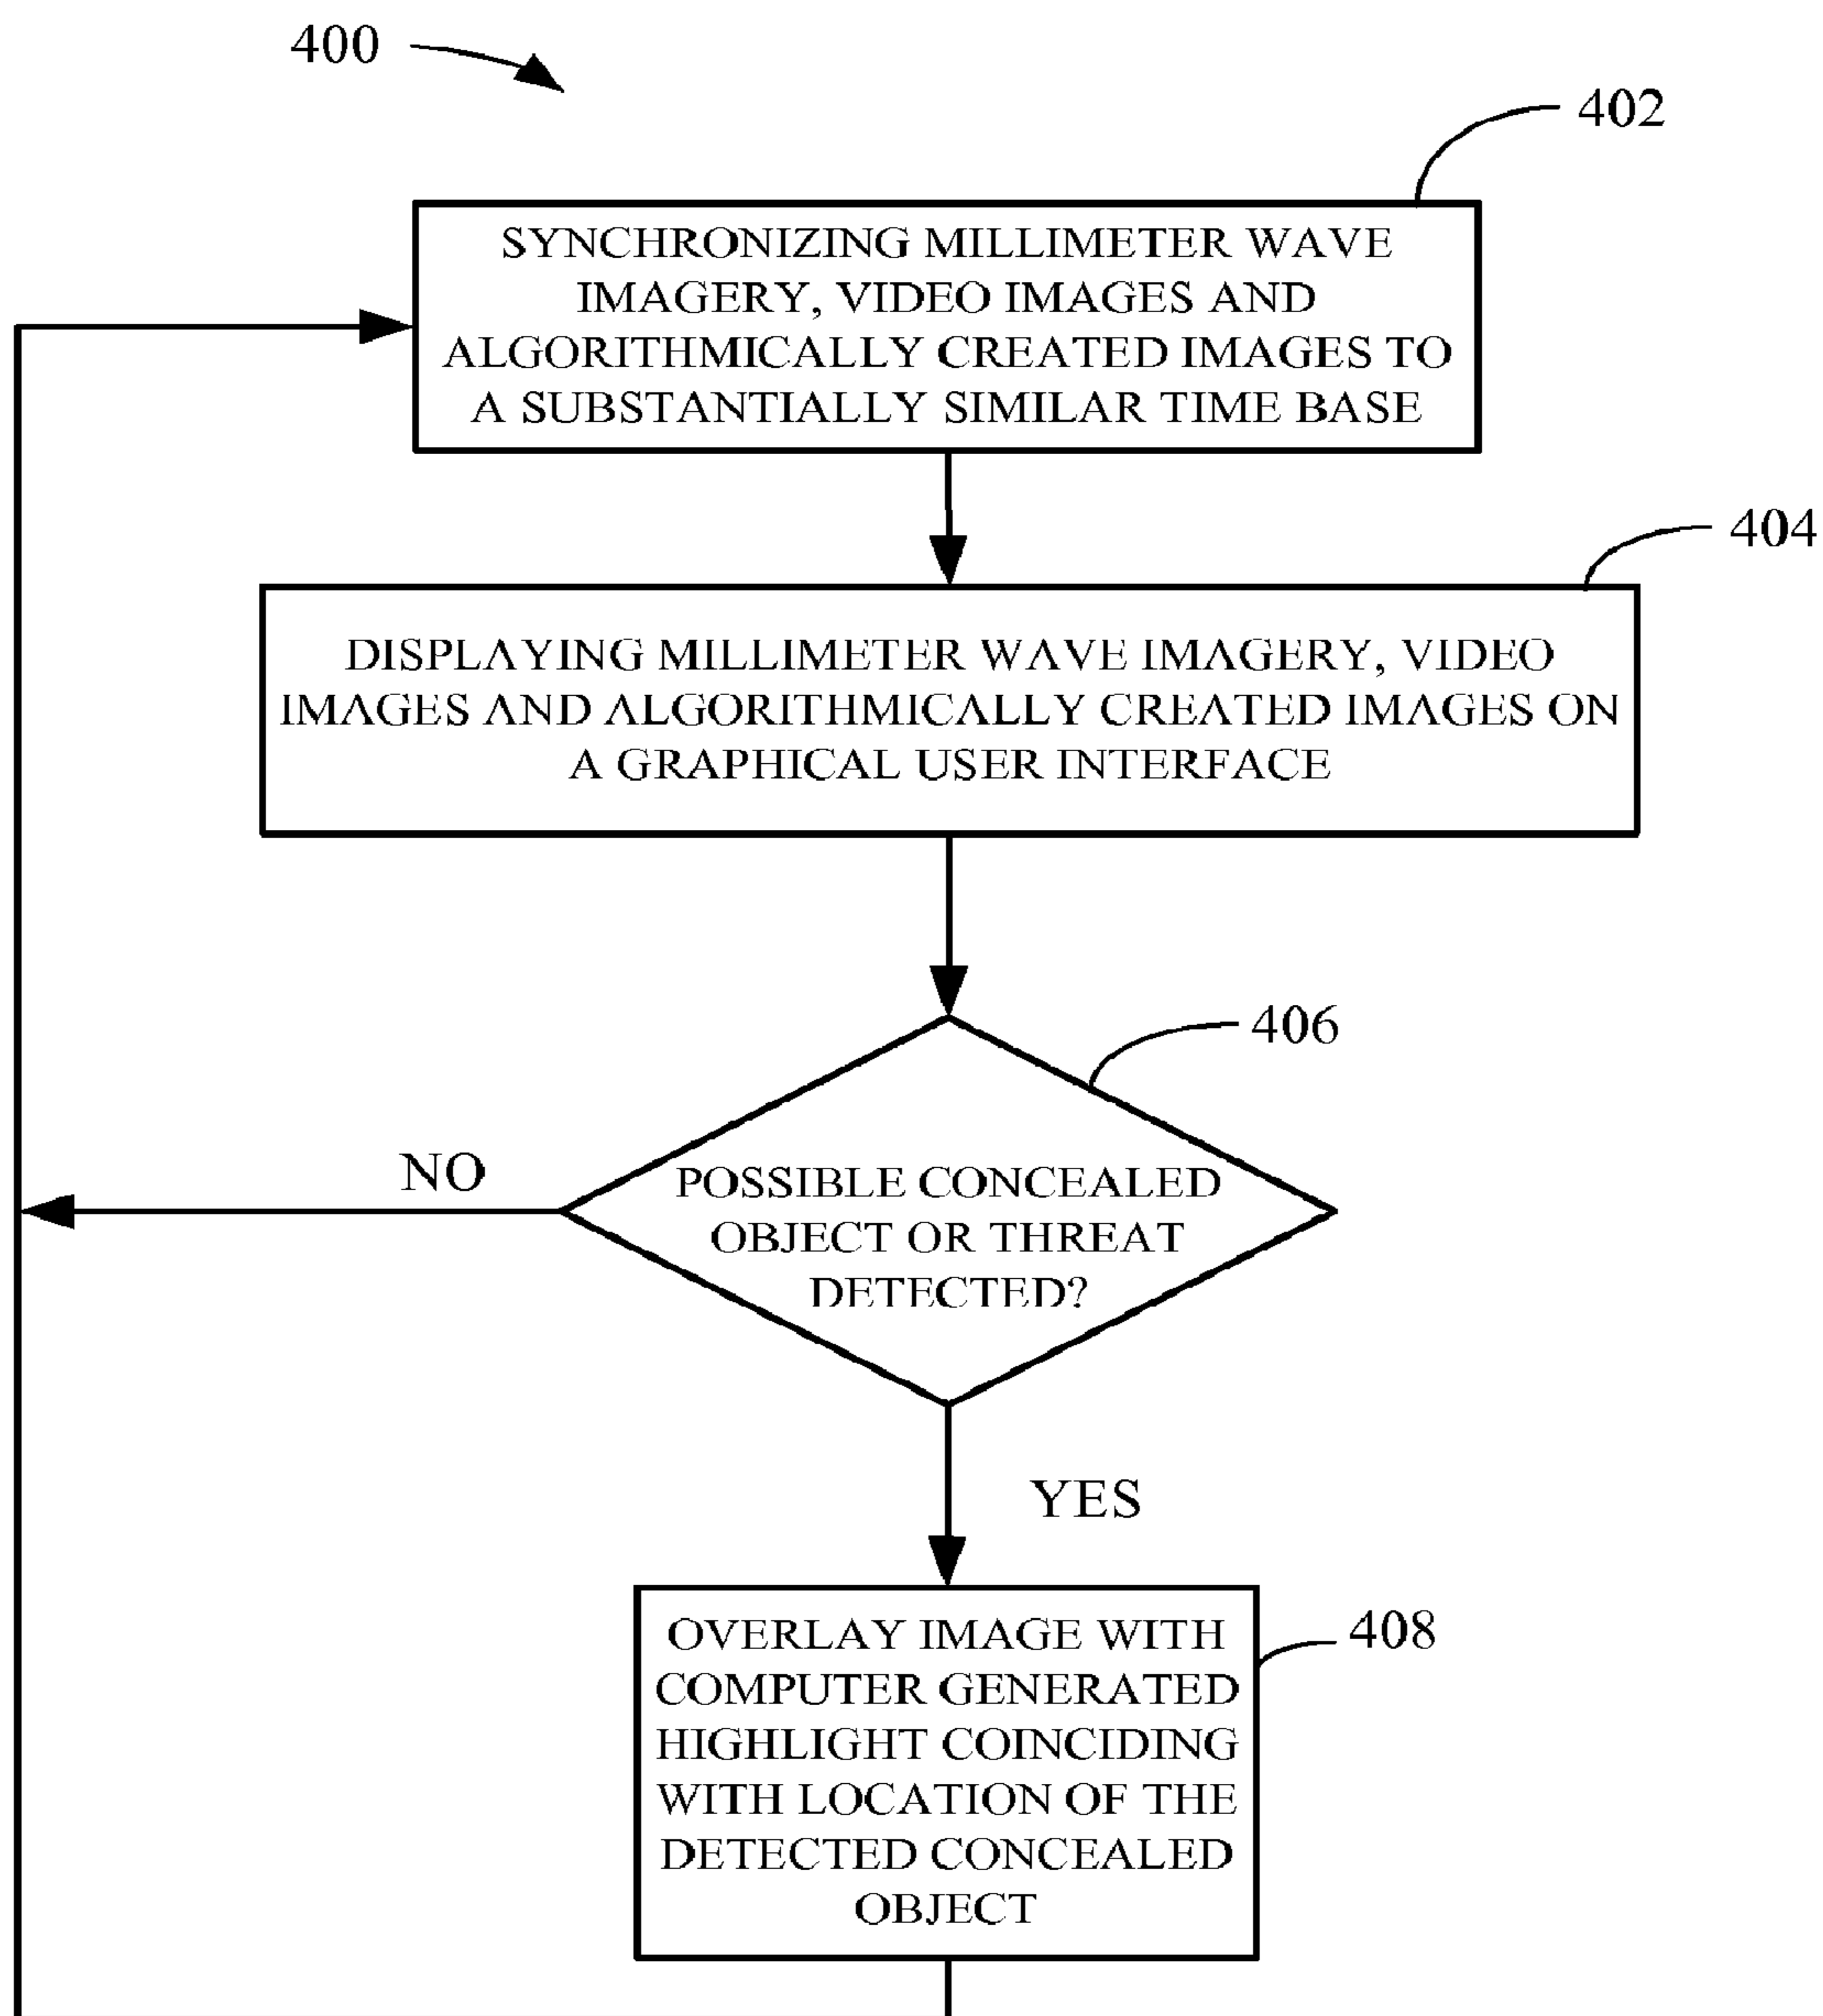 400
402
SYNCHRONIZING MILLIMETER WAVE
IMAGERY, VIDEO IMAGES AND
ALGORITHMICALLY CREATED IMAGES TO
A SUBSTANTIALLY SIMILAR TIME BASE
404
DISPLAYING MILLIMETER WAVE IMAGERY, VIDEO
IMAGES AND ALGORITHMICALLY CREATED IMAGES ON
A GRAPHICAL USER INTERFACE
406
NO
POSSIBLE CONCEALED
OBJECT OR THREAT
DETECTED?
YES
408
OVERLAY IMAGE WITH
COMPUTER GENERATED
HIGHLIGHT COINCIDING
WITH LOCATION OF THE
DETECTED CONCEALED
OBJECT